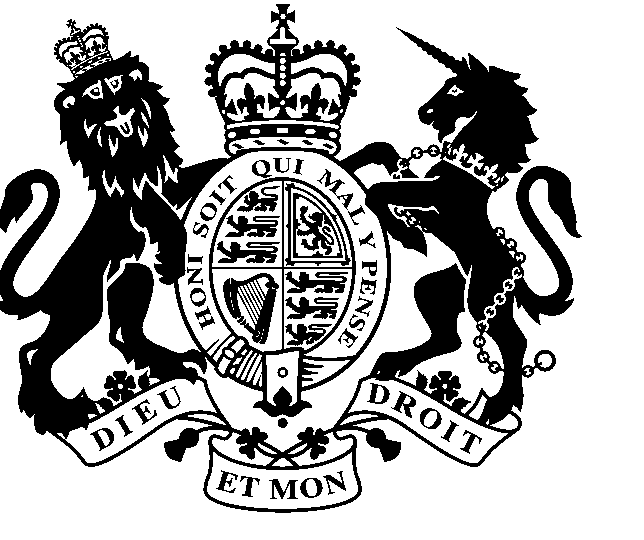 HONI SOIT QUI MAL Y PENSE
DIEU
ET MON
DROIT